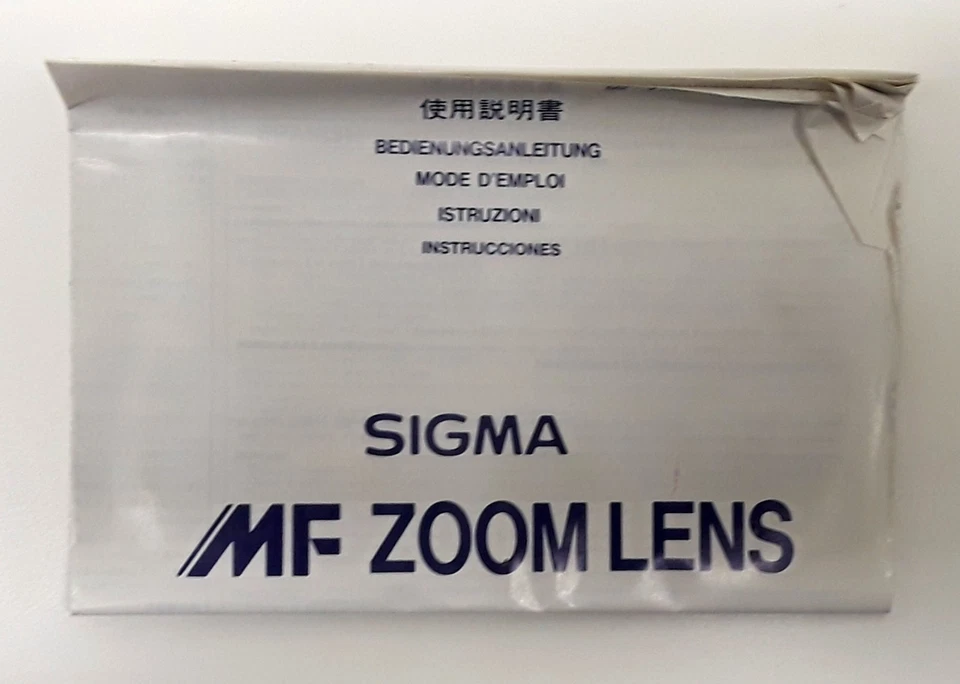 使用説明書
BEDIENUNGSANLEITUNG
MODE D'EMPLOI
ISTRUZIONI
INSTRUCCIONES
SIGMA
MF ZOOM LENS